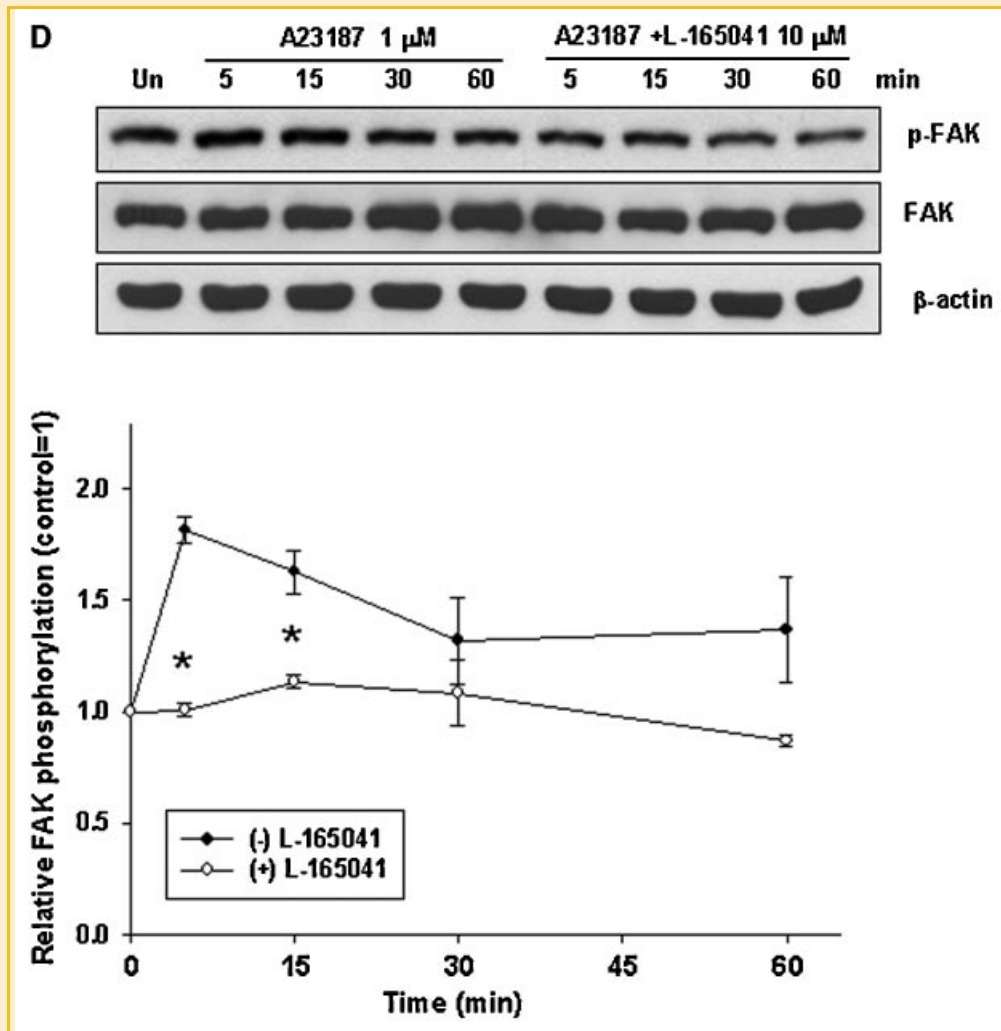 D
A23187 1 μM A23187 +L-165041 10 μM
Un 5 15 30 60 5 15 30 60 min
p-FAK
FAK
β-actin
Relative FAK phosphorylation (control=1)
2.0
1.5
1.0
0.5
0.0
* *
(-) L-165041
(+) L-165041
0 15 30 45 60
Time (min)